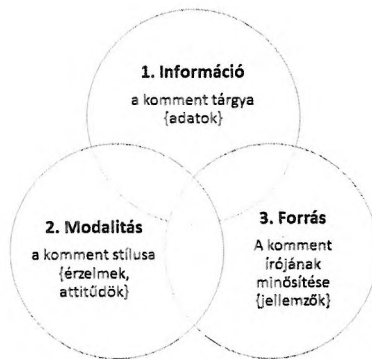 1. Információ
a komment tárgya
{adatok}
2. Modalitás
a komment stílusa
{érzelmek,
attitűdök}
3. Forrás
A komment
írójának
minősítése
{jellemzők}